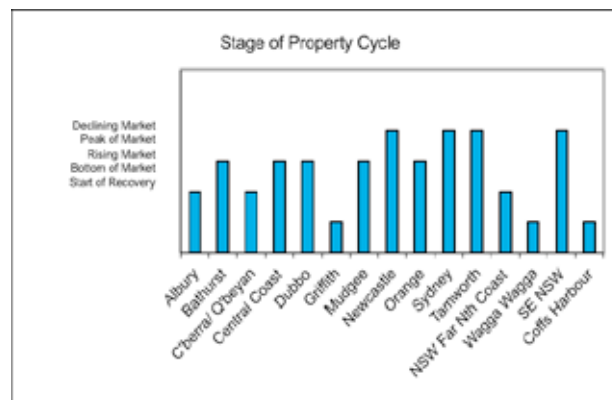 Stage of Property Cycle
Declining Market
Peak of Market
Rising Market
Bottom of Market
Start of Recovery
Albury
Bathurst
C'berra/ Q'beyan
Central Coast
Dubbo
Griffith
Mudgee
Newcastle
Orange
Sydney
Tamworth
NSW Far Nth Coast
Wagga Wagga
SE NSW
Coffs Harbour